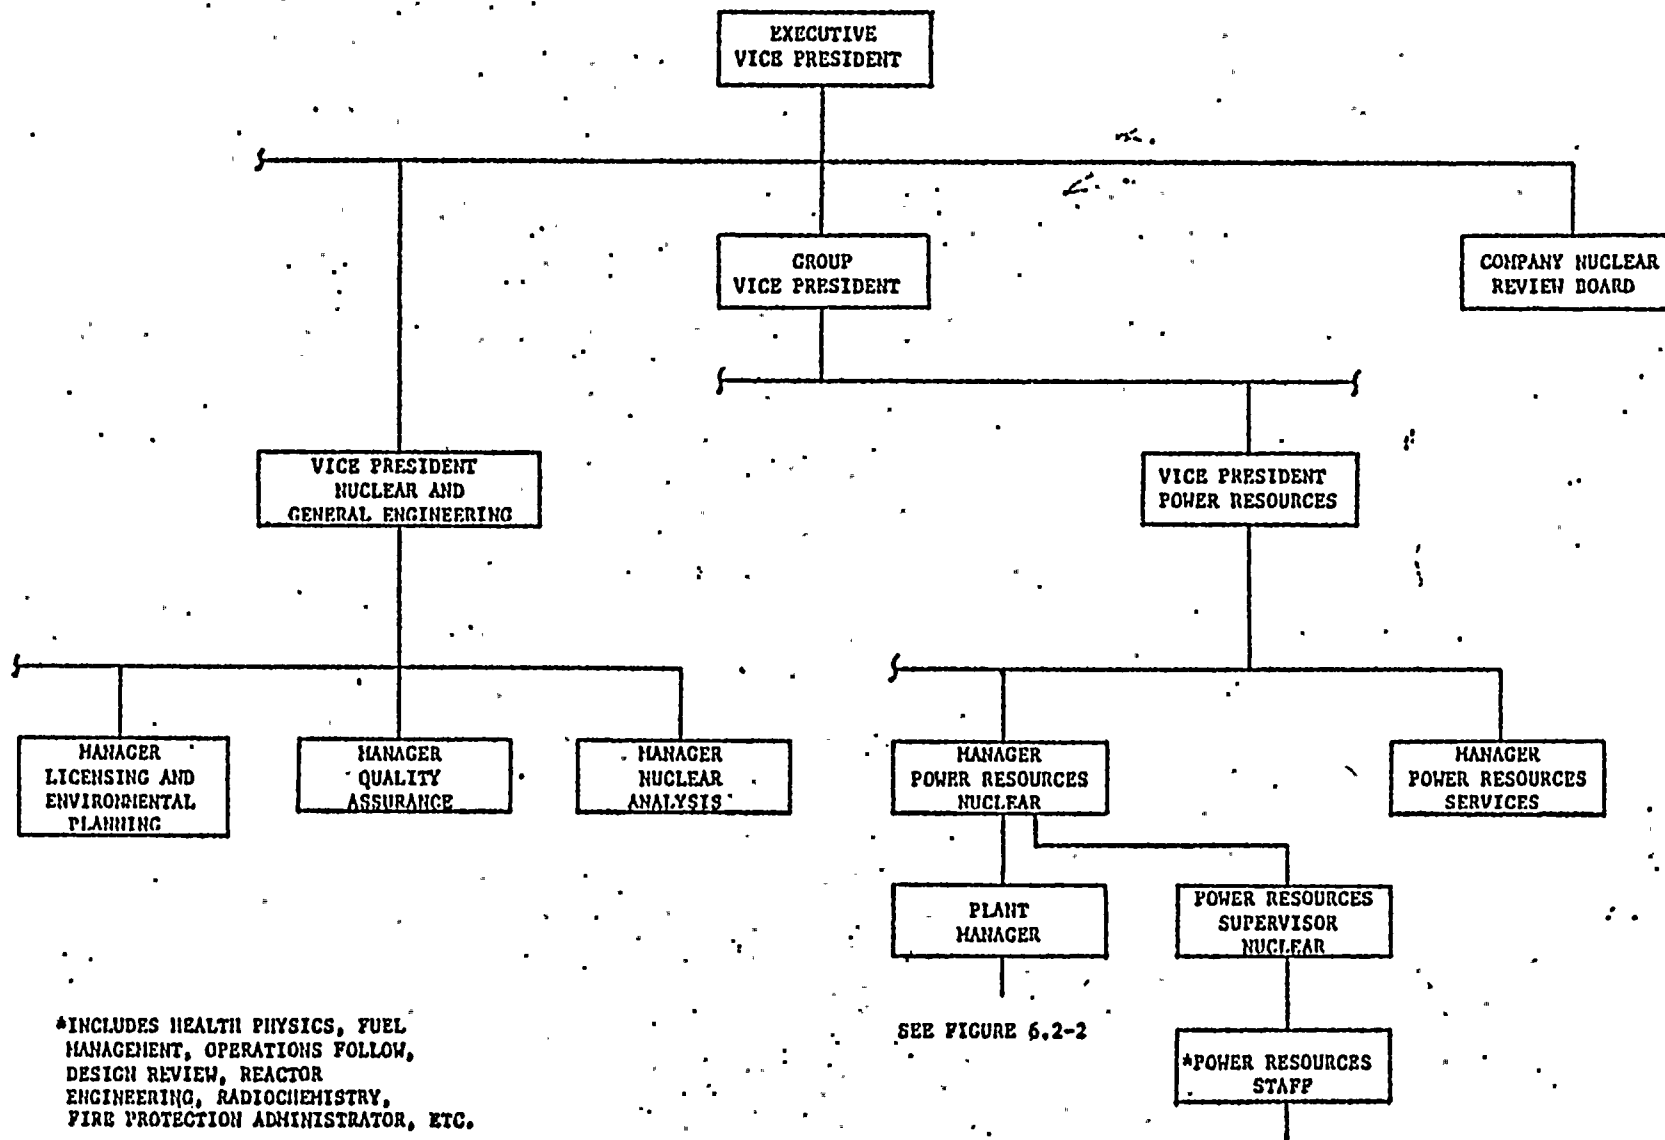 EXECUTIVE
VICE PRESIDENT
GROUP
VICE PRESIDENT
COMPANY NUCLEAR
REVIEW BOARD
VICE PRESIDENT
NUCLEAR AND
GENERAL ENGINEERING
VICE PRESIDENT
POWER RESOURCES
MANAGER
LICENSING AND
ENVIRONMENTAL
PLANNING
MANAGER
QUALITY
ASSURANCE
MANAGER
NUCLEAR
ANALYSIS
MANAGER
POWER RESOURCES
NUCLEAR
MANAGER
POWER RESOURCES
SERVICES
PLANT
MANAGER
POWER RESOURCES
SUPERVISOR
NUCLEAR
SEE FIGURE 6.2-2
*POWER RESOURCES
STAFF
*INCLUDES HEALTH PHYSICS, FUEL
MANAGEMENT, OPERATIONS FOLLOW,
DESIGN REVIEW, REACTOR
ENGINEERING, RADIOCHEMISTRY,
FIRE PROTECTION ADMINISTRATOR, ETC.